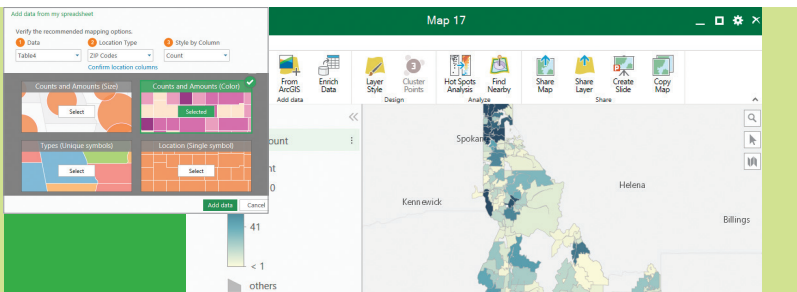 Add data from my spreadsheet
Verify the recommended mapping options.
1 Data
2 Location Type
3 Style by Column
Table4
ZIP Codes
Count
Confirm location columns
Counts and Amounts (Size)
Select
Counts and Amounts (Color)
Selected
Types (Unique symbols)
Select
Location (Single symbol)
Select
Add data
Cancel
Map 17
From
ArcGIS
Enrich
Data
Add data
Layer
Style
3
Cluster
Points
Design
Hot Spots
Analysis
Find
Nearby
Analyze
Share
Map
Share
Layer
Create
Slide
Copy
Map
Share
ount
nt
0
41
< 1
others
Spokan
Kennewick
Helena
Billings